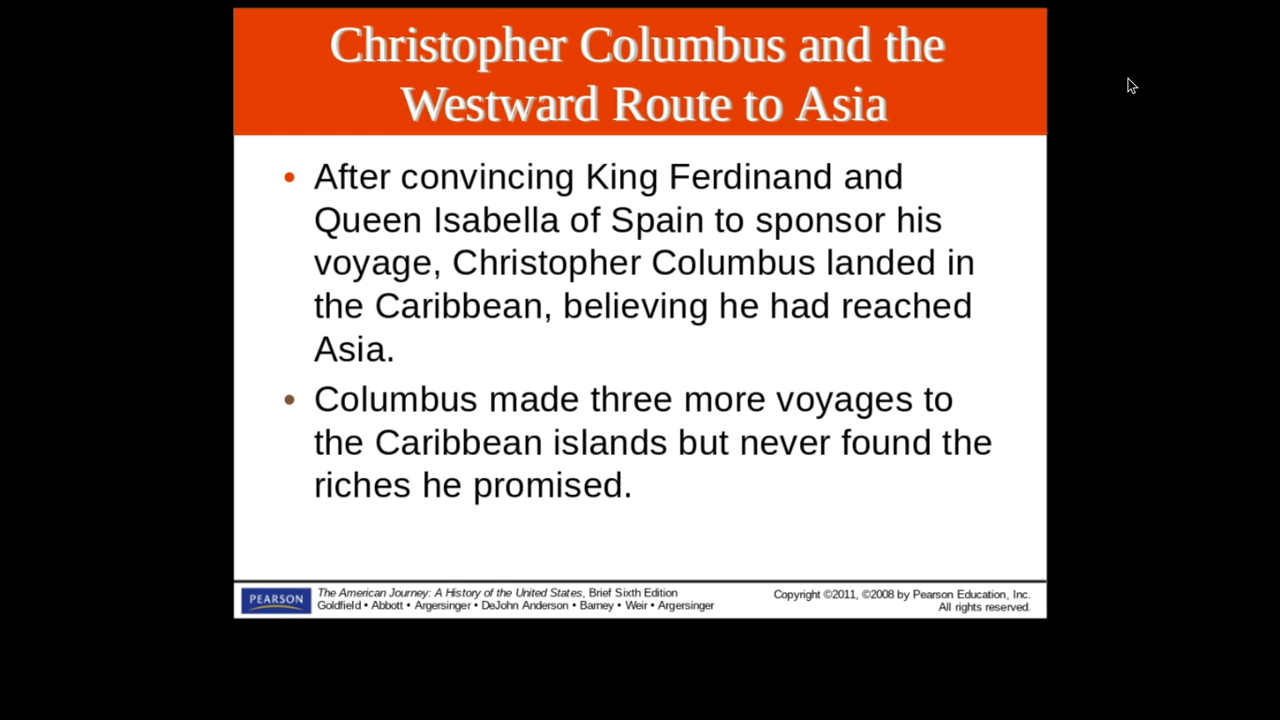 Christopher Columbus and the
Westward Route to Asia
• After convincing King Ferdinand and
Queen Isabella of Spain to sponsor his
voyage, Christopher Columbus landed in
the Caribbean, believing he had reached
Asia.
• Columbus made three more voyages to
the Caribbean islands but never found the
riches he promised.
PEARSON
The American Journey: A History of the United States, Brief Sixth Edition
Goldfield • Abbott • Argersinger • DeJohn Anderson • Barney • Weir • Argersinger
Copyright ©2011, ©2008 by Pearson Education, Inc.
All rights reserved.